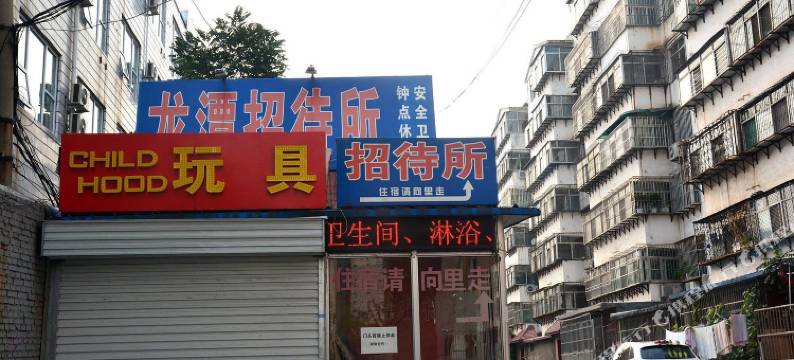 龙潭招待所
钟点休
安全卫
CHILD
HOOD
玩具
招待所
住宿请向里走
卫生间、淋浴、
住宿请向里走